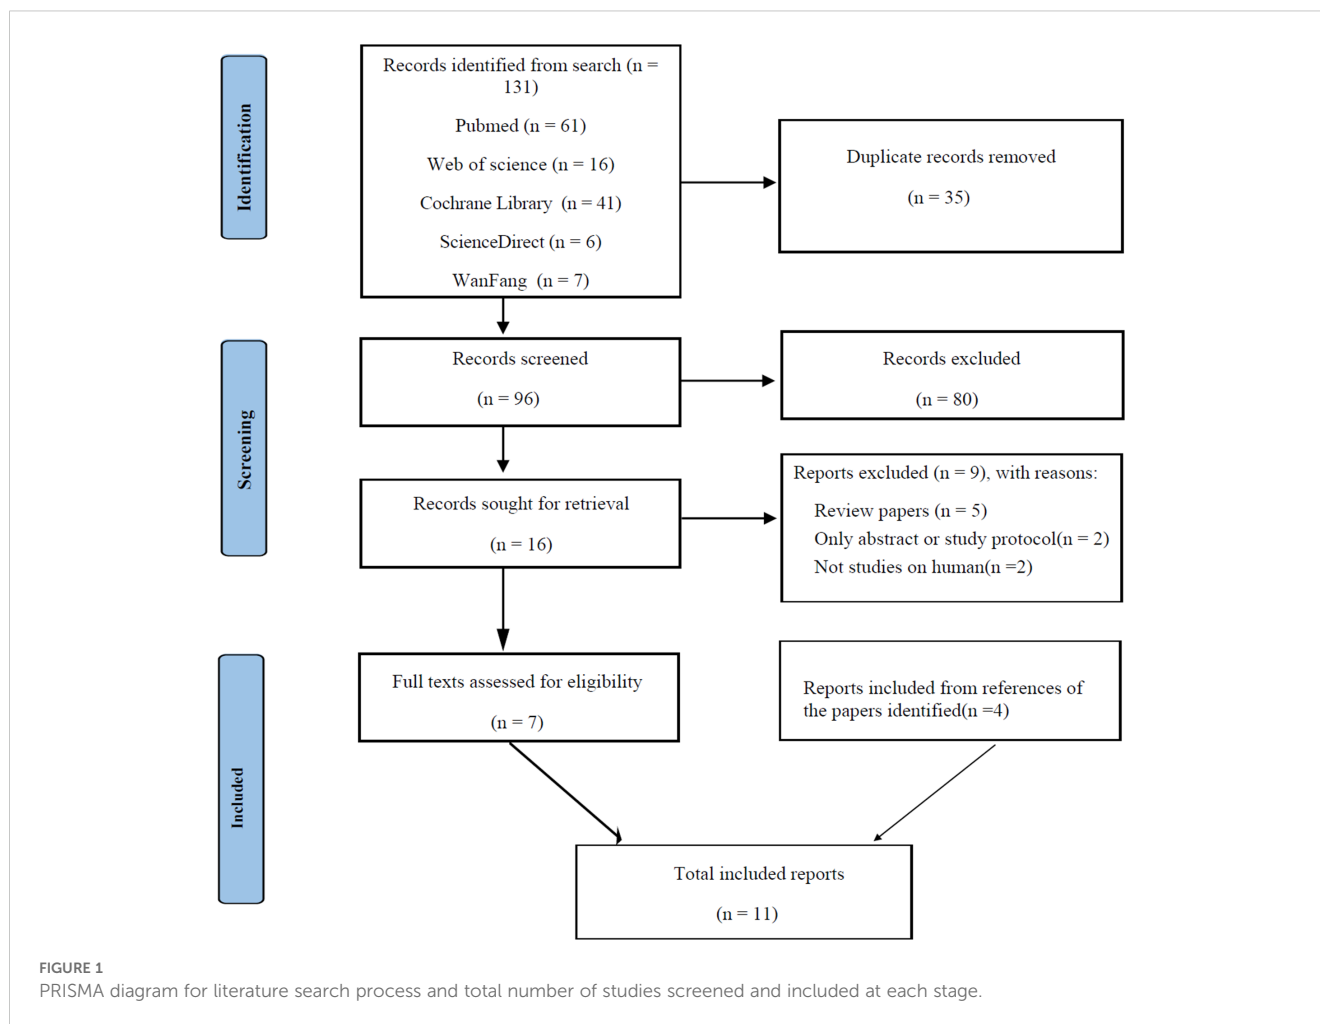 Identification
Records identified from search (n =
131)
Pubmed (n = 61)
Web of science (n = 16)
Cochrane Library (n = 41)
ScienceDirect (n = 6)
WanFang (n = 7)
Duplicate records removed
(n = 35)
Screening
Records screened
(n = 96)
Records excluded
(n = 80)
Records sought for retrieval
(n = 16)
Reports excluded (n = 9), with reasons:
Review papers (n = 5)
Only abstract or study protocol(n = 2)
Not studies on human(n =2)
Included
Full texts assessed for eligibility
(n = 7)
Reports included from references of
the papers identified(n =4)
Total included reports
(n = 11)
FIGURE 1
PRISMA diagram for literature search process and total number of studies screened and included at each stage.